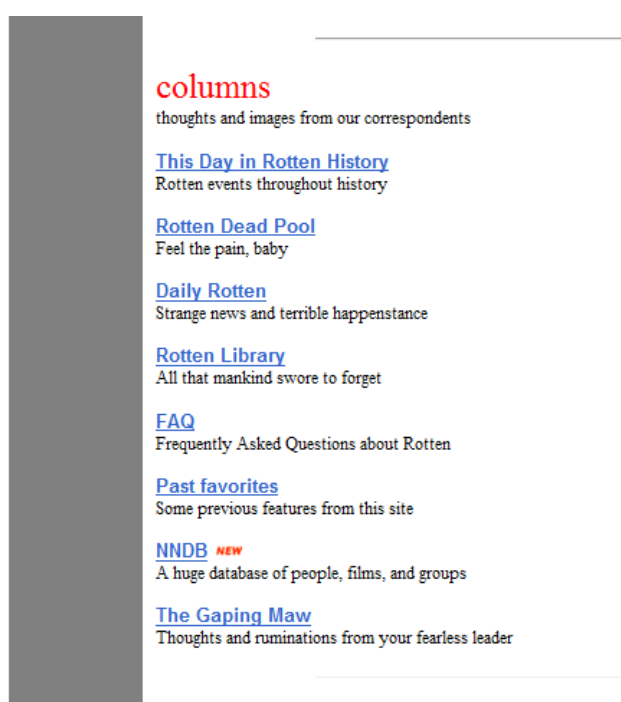 columns
thoughts and images from our correspondents
This Day in Rotten History
Rotten events throughout history
Rotten Dead Pool
Feel the pain, baby
Daily Rotten
Strange news and terrible happenstance
Rotten Library
All that mankind swore to forget
FAQ
Frequently Asked Questions about Rotten
Past favorites
Some previous features from this site
NNDB NEW
A huge database of people, films, and groups
The Gaping Maw
Thoughts and ruminations from your fearless leader